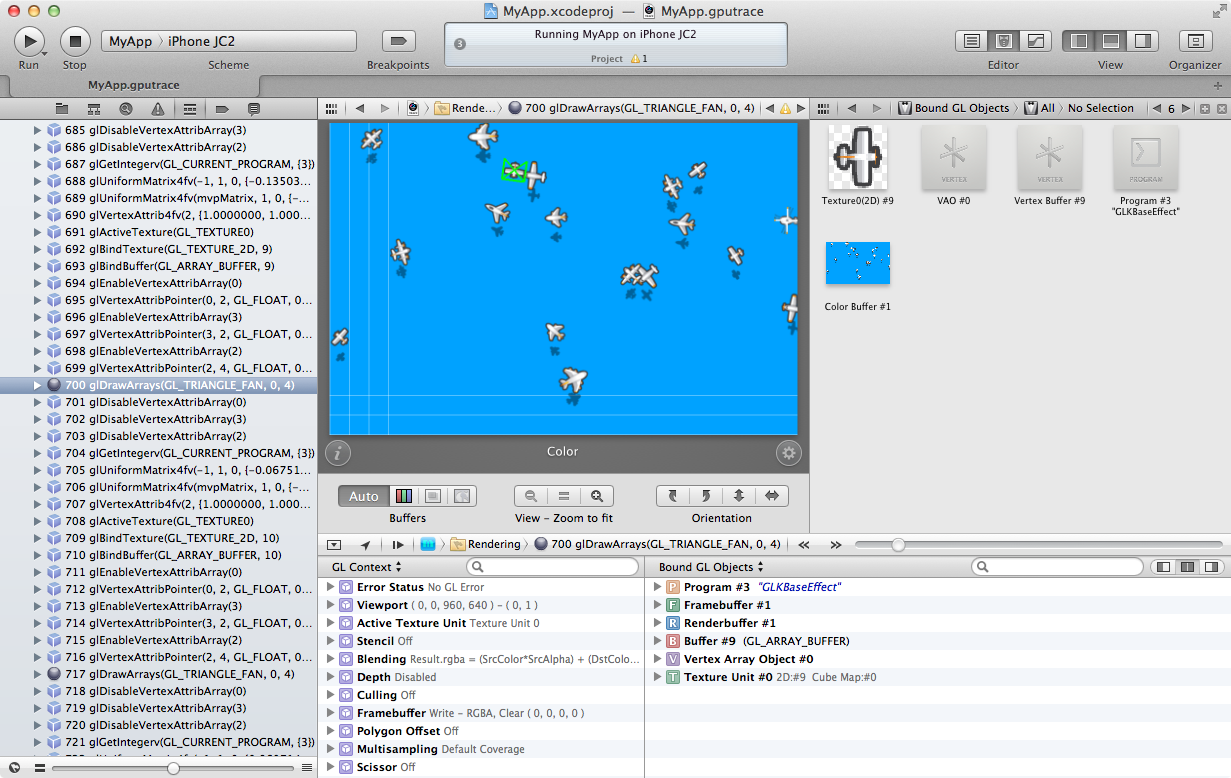 MyApp.xcodeproj — MyApp.gputrace
Run
Stop
MyApp › iPhone JC2
Scheme
Breakpoints
3
Running MyApp on iPhone JC2
Project 1
Editor
View
Organizer
MyApp.gputrace
685 glDisableVertexAttribArray(3)
686 glDisableVertexAttribArray(2)
687 glGetIntegerv(GL_CURRENT_PROGRAM, {3})
688 glUniformMatrix4fv(-1, 1, 0, {-0.13503...
689 glUniformMatrix4fv(mvpMatrix, 1, 0, {-...
690 glVertexAttrib4fv(2, {1.0000000, 1.000...
691 glActiveTexture(GL_TEXTURE0)
692 glBindTexture(GL_TEXTURE_2D, 9)
693 glBindBuffer(GL_ARRAY_BUFFER, 9)
694 glEnableVertexAttribArray(0)
695 glVertexAttribPointer(0, 2, GL_FLOAT, 0...
696 glEnableVertexAttribArray(3)
697 glVertexAttribPointer(3, 2, GL_FLOAT, 0...
698 glEnableVertexAttribArray(2)
699 glVertexAttribPointer(2, 4, GL_FLOAT, 0...
700 glDrawArrays(GL_TRIANGLE_FAN, 0, 4)
701 glDisableVertexAttribArray(0)
702 glDisableVertexAttribArray(3)
703 glDisableVertexAttribArray(2)
704 glGetIntegerv(GL_CURRENT_PROGRAM, {3})
705 glUniformMatrix4fv(-1, 1, 0, {-0.06751...
706 glUniformMatrix4fv(mvpMatrix, 1, 0, {-...
707 glVertexAttrib4fv(2, {1.0000000, 1.000...
708 glActiveTexture(GL_TEXTURE0)
709 glBindTexture(GL_TEXTURE_2D, 10)
710 glBindBuffer(GL_ARRAY_BUFFER, 10)
711 glEnableVertexAttribArray(0)
712 glVertexAttribPointer(0, 2, GL_FLOAT, 0...
713 glEnableVertexAttribArray(3)
714 glVertexAttribPointer(3, 2, GL_FLOAT, 0...
715 glEnableVertexAttribArray(2)
716 glVertexAttribPointer(2, 4, GL_FLOAT, 0...
717 glDrawArrays(GL_TRIANGLE_FAN, 0, 4)
718 glDisableVertexAttribArray(0)
719 glDisableVertexAttribArray(3)
720 glDisableVertexAttribArray(2)
721 glGetIntegerv(GL_CURRENT_PROGRAM, {3})
Rende... 700 glDrawArrays(GL_TRIANGLE_FAN, 0, 4)
Color
Auto
Buffers
View – Zoom to fit
Orientation
Bound GL Objects › All › No Selection
6
Texture0(2D) #9
VERTEX
VAO #0
VERTEX
Vertex Buffer #9
PROGRAM
Program #3
"GLKBaseEffect"
Color Buffer #1
Rendering › 700 glDrawArrays(GL_TRIANGLE_FAN, 0, 4)
GL Context
Error Status No GL Error
Viewport ( 0, 0, 960, 640 ) – ( 0, 1 )
Active Texture Unit Texture Unit 0
Stencil Off
Blending Result.rgba = (SrcColor*SrcAlpha) + (DstColo...
Depth Disabled
Culling Off
Framebuffer Write – RGBA, Clear ( 0, 0, 0, 0 )
Polygon Offset Off
Multisampling Default Coverage
Scissor Off
Bound GL Objects
P Program #3 "GLKBaseEffect"
F Framebuffer #1
R Renderbuffer #1
B Buffer #9 (GL_ARRAY_BUFFER)
V Vertex Array Object #0
T Texture Unit #0 2D:#9 Cube Map:#0